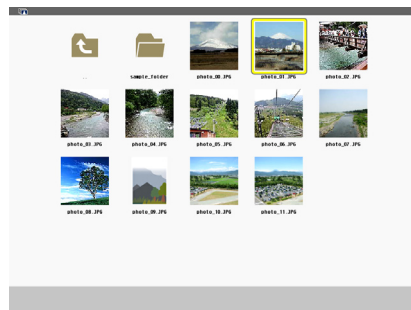 ..
sample_folder
photo_00.JPG
photo_01.JPG
photo_02.JPG
photo_03.JPG
photo_04.JPG
photo_05.JPG
photo_06.JPG
photo_07.JPG
photo_08.JPG
photo_09.JPG
photo_10.JPG
photo_11.JPG